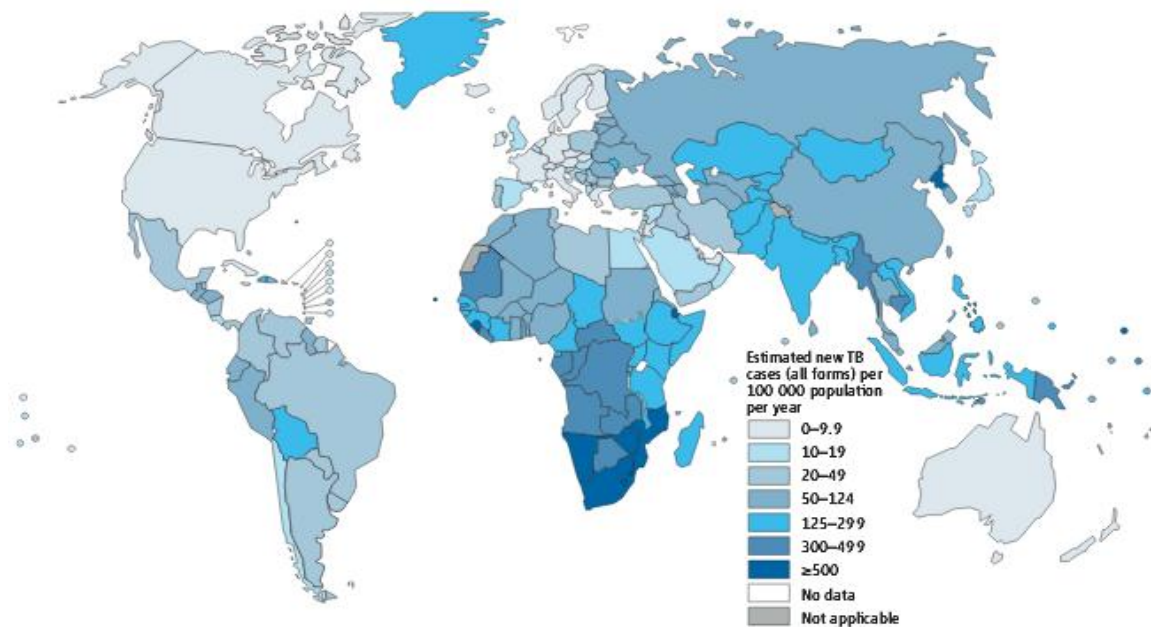 Estimated new TB
cases (all forms) per
100 000 population
per year
0–9.9
10–19
20–49
50–124
125–299
300–499
≥500
No data
Not applicable